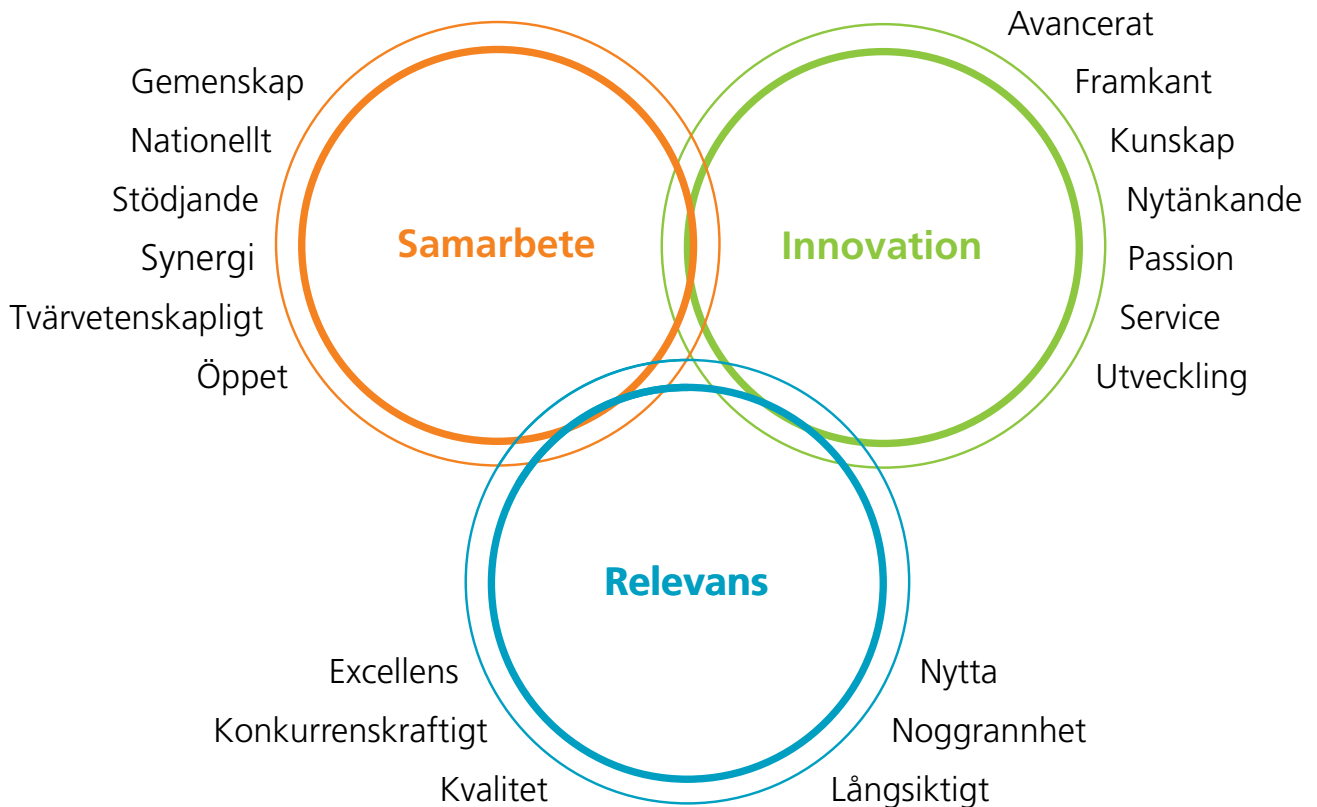 Gemenskap
Nationellt
Stödjande
Synergi
Tvärvetenskapligt
Öppet
Samarbete
Innovation
Avancerat
Framkant
Kunskap
Nytänkande
Passion
Service
Utveckling
Relevans
Excellens
Konkurrenskraftigt
Kvalitet
Nytta
Noggrannhet
Långsiktigt